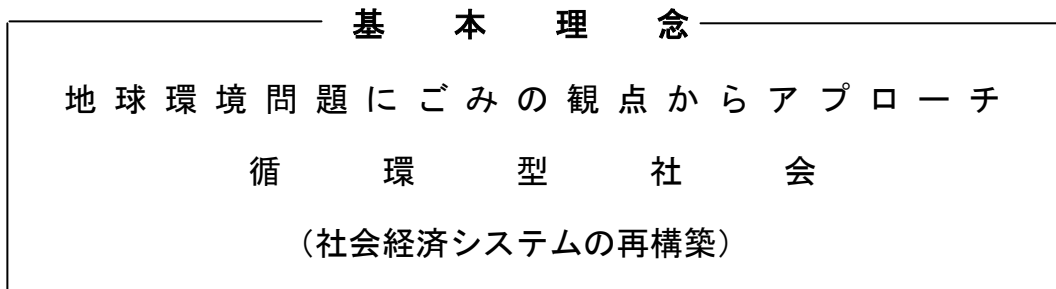 基本理念
地球環境問題にごみの観点からアプローチ
循環型社会
（社会経済システムの再構築）